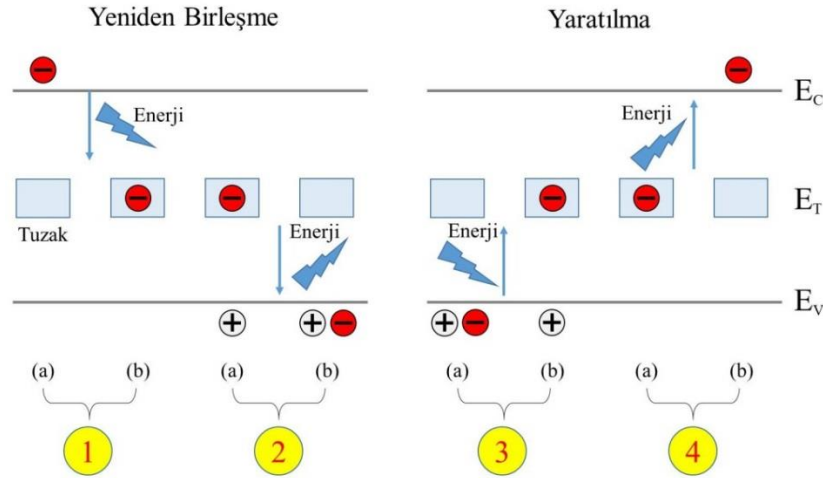 Yeniden Birleşme
Yaratılma
Enerji
Enerji
E_C
Tuzak
Enerji
Enerji
E_T
E_V
(a) (b) (a) (b) (a) (b) (a) (b)
1 2 3 4